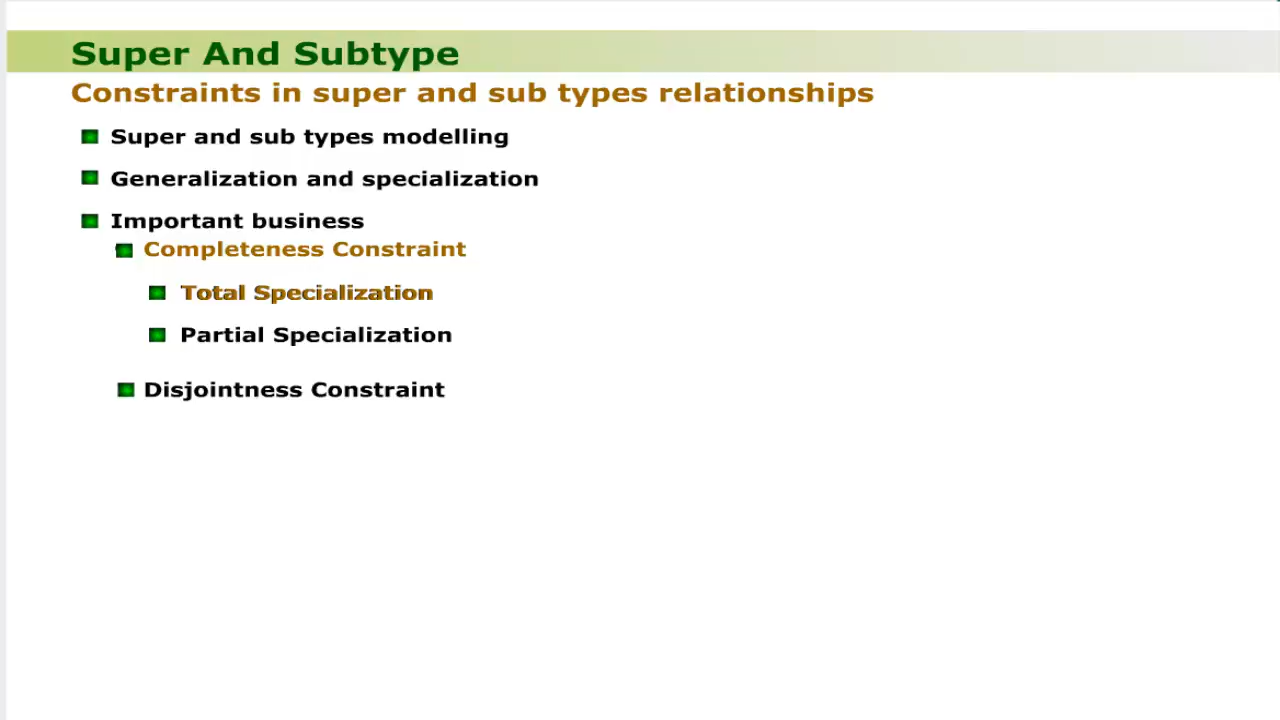 Super And Subtype
Constraints in super and sub types relationships
Super and sub types modelling
Generalization and specialization
Important business
Completeness Constraint
Total Specialization
Partial Specialization
Disjointness Constraint